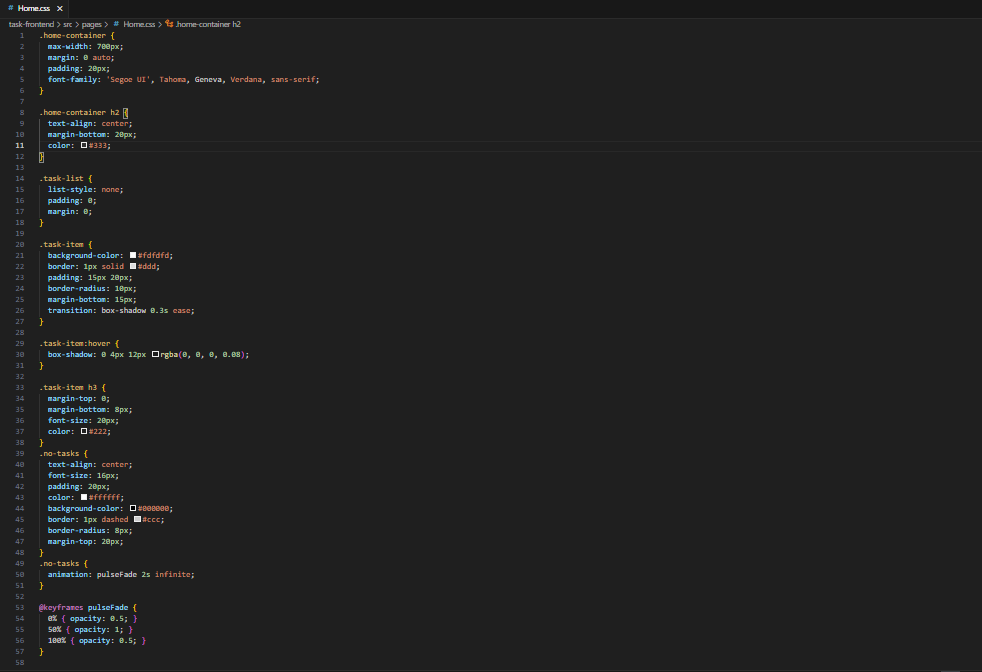 # Home.css ×
task-frontend > src > pages > # Home.css > .home-container h2
1 .home-container {
2 max-width: 700px;
3 margin: 0 auto;
4 padding: 20px;
5 font-family: 'Segoe UI', Tahoma, Geneva, Verdana, sans-serif;
6 }
7
8 .home-container h2 {
9 text-align: center;
10 margin-bottom: 20px;
11 color: #333;
12 }
13
14 .task-list {
15 list-style: none;
16 padding: 0;
17 margin: 0;
18 }
19
20 .task-item {
21 background-color: #fdfdfd;
22 border: 1px solid #ddd;
23 padding: 15px 20px;
24 border-radius: 10px;
25 margin-bottom: 15px;
26 transition: box-shadow 0.3s ease;
27 }
28
29 .task-item:hover {
30 box-shadow: 0 4px 12px rgba(0, 0, 0, 0.08);
31 }
32
33 .task-item h3 {
34 margin-top: 0;
35 margin-bottom: 8px;
36 font-size: 20px;
37 color: #222;
38 }
39 .no-tasks {
40 text-align: center;
41 font-size: 16px;
42 padding: 20px;
43 color: #ffffff;
44 background-color: #000000;
45 border: 1px dashed #ccc;
46 border-radius: 8px;
47 margin-top: 20px;
48 }
49 .no-tasks {
50 animation: pulseFade 2s infinite;
51 }
52
53 @keyframes pulseFade {
54 0% { opacity: 0.5; }
55 50% { opacity: 1; }
56 100% { opacity: 0.5; }
57 }
58